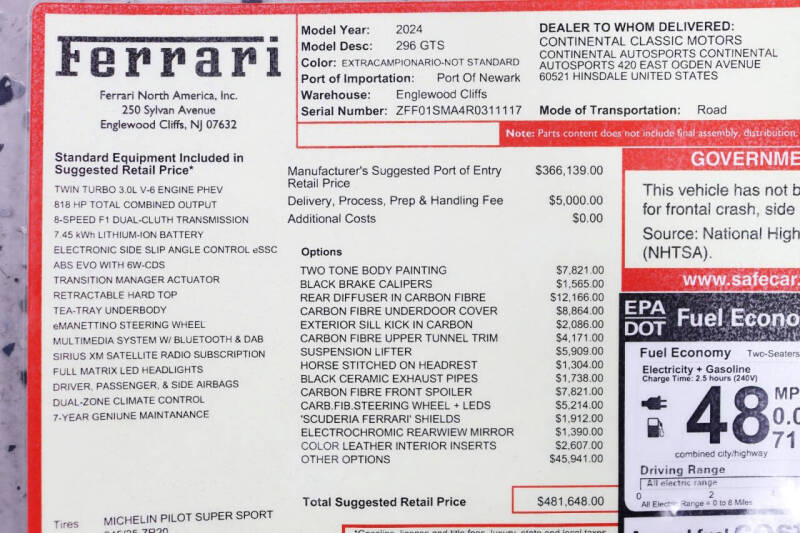 Ferrari
Ferrari North America, Inc.
250 Sylvan Avenue
Englewood Cliffs, NJ 07632
Model Year: 2024
Model Desc: 296 GTS
Color: EXTRACAMPIONARIO-NOT STANDARD
Port of Importation: Port Of Newark
Warehouse: Englewood Cliffs
Serial Number: ZFF01SMA4R0311117
DEALER TO WHOM DELIVERED:
CONTINENTAL CLASSIC MOTORS
CONTINENTAL AUTOSPORTS CONTINENTAL
AUTOSPORTS 420 EAST OGDEN AVENUE
60521 HINSDALE UNITED STATES
Mode of Transportation: Road
Note: Parts content does not include final assembly, distribution,
Standard Equipment Included in
Suggested Retail Price*
TWIN TURBO 3.0L V-6 ENGINE PHEV
818 HP TOTAL COMBINED OUTPUT
8-SPEED F1 DUAL-CLUTH TRANSMISSION
7.45 kWh LITHIUM-ION BATTERY
ELECTRONIC SIDE SLIP ANGLE CONTROL eSSC
ABS EVO WITH 6W-CDS
TRANSITION MANAGER ACTUATOR
RETRACTABLE HARD TOP
TEA-TRAY UNDERBODY
eMANETTINO STEERING WHEEL
MULTIMEDIA SYSTEM W/ BLUETOOTH & DAB
SIRIUS XM SATELLITE RADIO SUBSCRIPTION
FULL MATRIX LED HEADLIGHTS
DRIVER, PASSENGER, & SIDE AIRBAGS
DUAL-ZONE CLIMATE CONTROL
7-YEAR GENIUNE MAINTANANCE
Tires MICHELIN PILOT SUPER SPORT
Manufacturer's Suggested Port of Entry $366,139.00
Retail Price
Delivery, Process, Prep & Handling Fee $5,000.00
Additional Costs $0.00
Options
TWO TONE BODY PAINTING $7,821.00
BLACK BRAKE CALIPERS $1,565.00
REAR DIFFUSER IN CARBON FIBRE $12,166.00
CARBON FIBRE UNDERDOOR COVER $8,864.00
EXTERIOR SILL KICK IN CARBON $2,086.00
CARBON FIBRE UPPER TUNNEL TRIM $4,171.00
SUSPENSION LIFTER $5,909.00
HORSE STITCHED ON HEADREST $1,304.00
BLACK CERAMIC EXHAUST PIPES $1,738.00
CARBON FIBRE FRONT SPOILER $7,821.00
CARB.FIB.STEERING WHEEL + LEDS $5,214.00
'SCUDERIA FERRARI' SHIELDS $1,912.00
ELECTROCHROMIC REARWIEW MIRROR $1,390.00
COLOR LEATHER INTERIOR INSERTS $2,607.00
OTHER OPTIONS $45,941.00
Total Suggested Retail Price $481,648.00
GOVERNME
This vehicle has not b
for frontal crash, side
Source: National High
(NHTSA).
www.safecar.
EPA
DOT Fuel Econo
Fuel Economy Two-Seaters
Electricity + Gasoline
Charge Time: 2.5 hours (240V)
48 MP
0.0
71
combined city/highway
Driving Range
All electric range
0 2
All Electric Range = 0 to 8 Miles